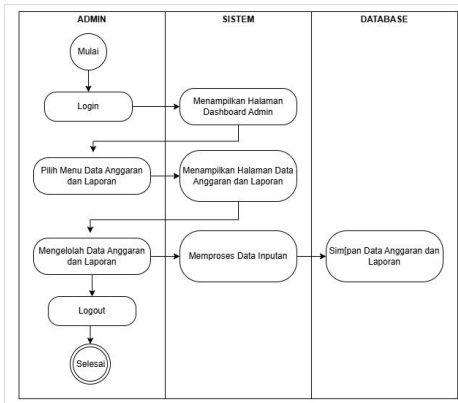 ADMIN
SISTEM
DATABASE
Mulai
Login
Menampilkan Halaman
Dashboard Admin
Pilih Menu Data Anggaran
dan Laporan
Menampilkan Halaman Data
Anggaran dan Laporan
Mengelolah Data Anggaran
dan Laporan
Memproses Data Inputan
Sim[pan Data Anggaran dan
Laporan
Logout
Selesai